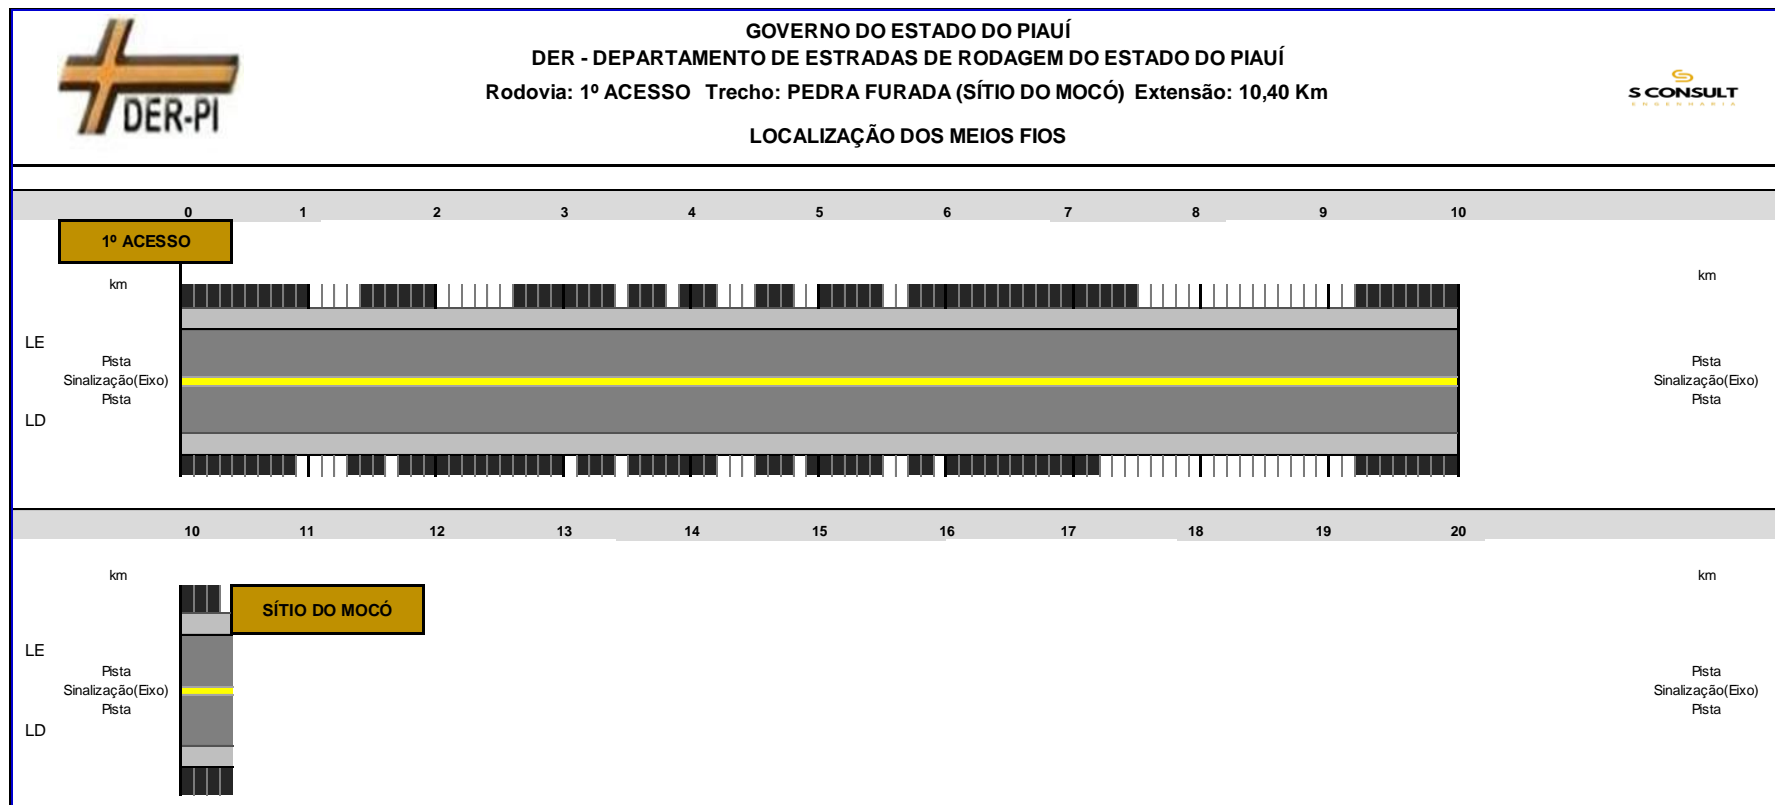 GOVERNO DO ESTADO DO PIAUÍ
DER - DEPARTAMENTO DE ESTRADAS DE RODAGEM DO ESTADO DO PIAUÍ
Rodovia: 1º ACESSO Trecho: PEDRA FURADA (SÍTIO DO MOCÓ) Extensão: 10,40 Km
LOCALIZAÇÃO DOS MEIOS FIOS
DER-PI
S CONSULT
ENGENHARIA
0 1 2 3 4 5 6 7 8 9 10
1º ACESSO
km km
LE
Pista Pista
Sinalização(Eixo) Sinalização(Eixo)
Pista Pista
LD
10 11 12 13 14 15 16 17 18 19 20
km km
SÍTIO DO MOCÓ
LE
Pista Pista
Sinalização(Eixo) Sinalização(Eixo)
Pista Pista
LD